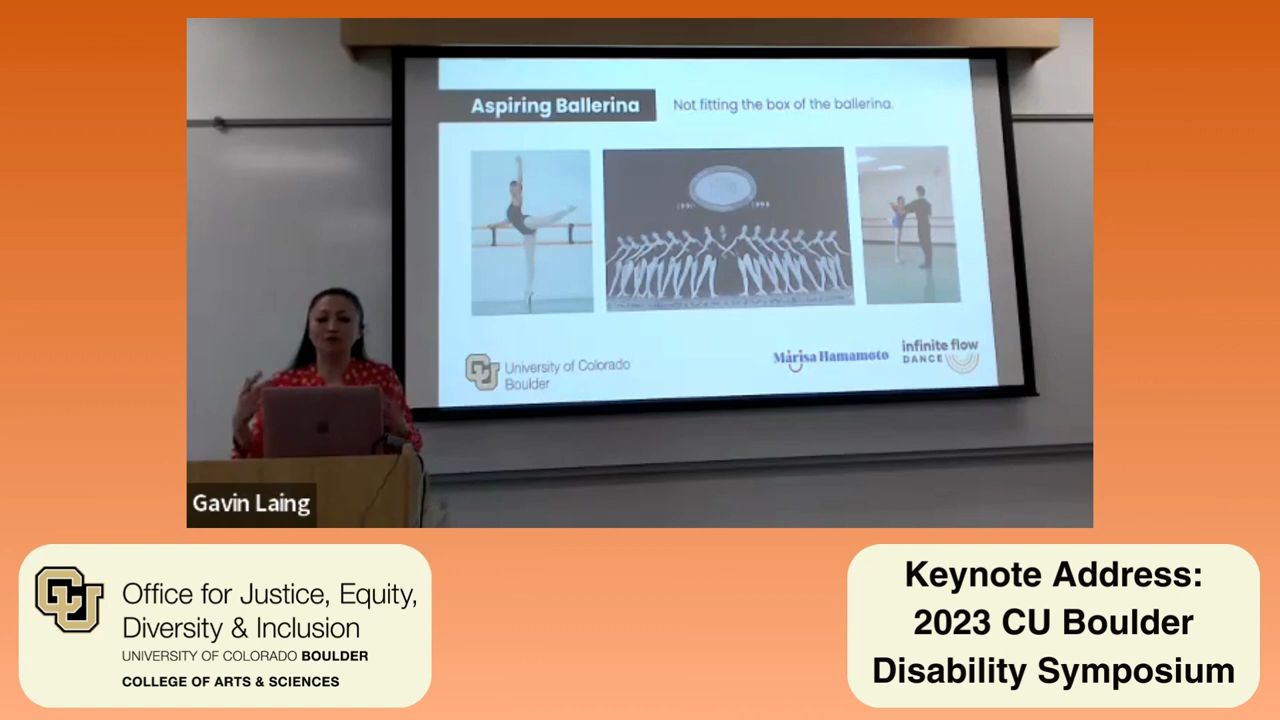 Aspiring Ballerina
Not fitting the box of the ballerina.
CU
University of Colorado
Boulder
Marisa Hamamoto
infinite flow
DANCE
Gavin Laing
CU
Office for Justice, Equity,
Diversity & Inclusion
UNIVERSITY OF COLORADO BOULDER
COLLEGE OF ARTS & SCIENCES
Keynote Address:
2023 CU Boulder
Disability Symposium